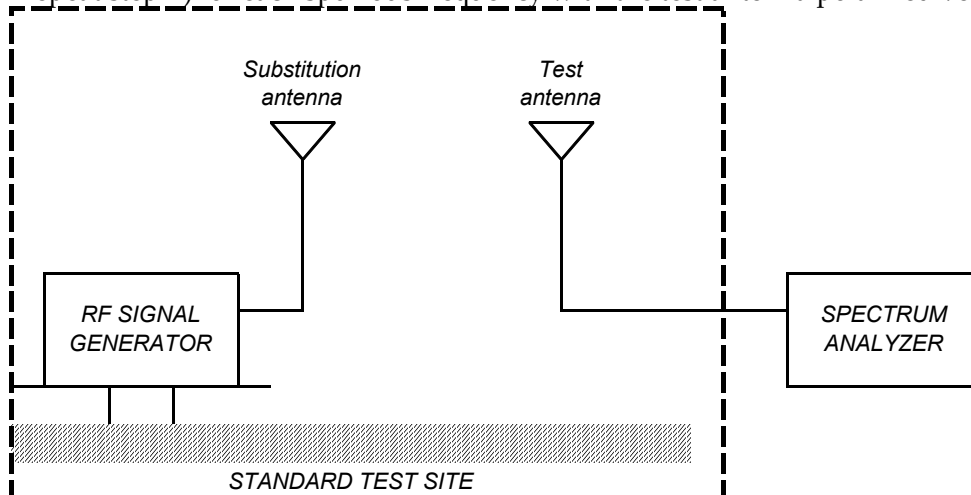 Substitution
antenna
Test
antenna
RF SIGNAL
GENERATOR
SPECTRUM
ANALYZER
STANDARD TEST SITE